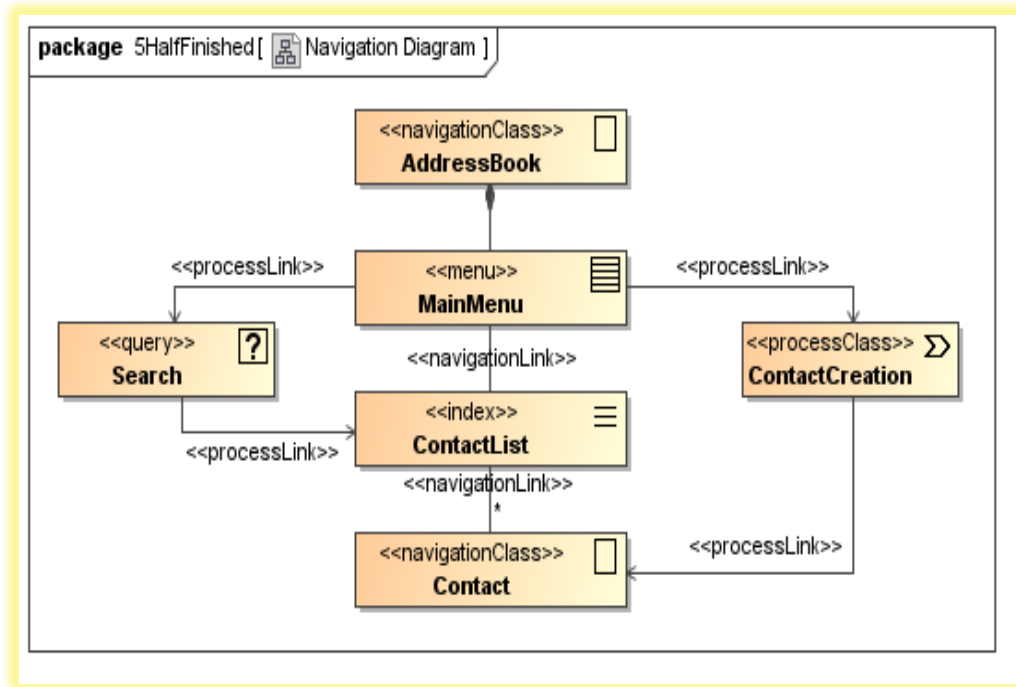 package 5HalfFinished[ Navigation Diagram ]
<<navigationClass>>
AddressBook
<<processLink>>
<<menu>>
MainMenu
<<processLink>>
<<query>>
Search
?
<<navigationLink>>
<<processClass>>
ContactCreation
<<index>>
ContactList
<<processLink>>
<<navigationLink>>
*
<<navigationClass>>
Contact
<<processLink>>